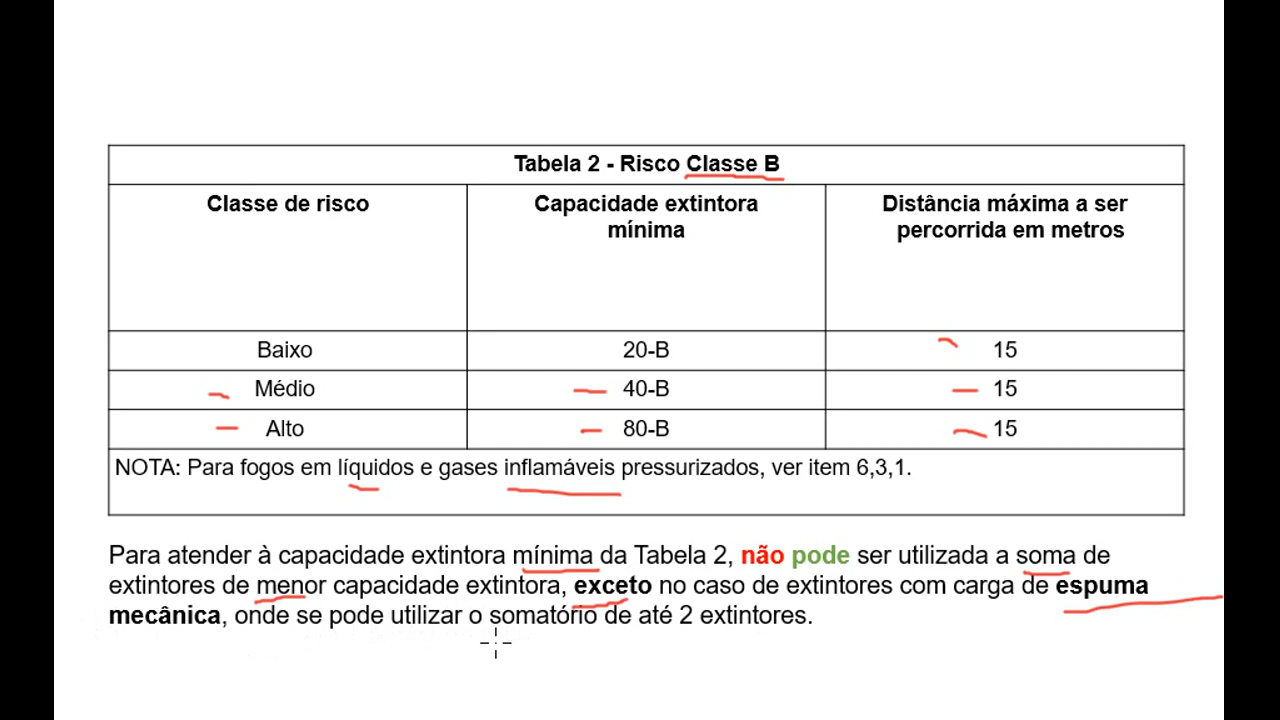 Tabela 2 - Risco Classe B
Classe de risco
Capacidade extintora
mínima
Distância máxima a ser
percorrida em metros
Baixo 20-B 15
Médio 40-B 15
Alto 80-B 15
NOTA: Para fogos em líquidos e gases inflamáveis pressurizados, ver item 6,3,1.
Para atender à capacidade extintora mínima da Tabela 2, não pode ser utilizada a soma de
extintores de menor capacidade extintora, exceto no caso de extintores com carga de espuma
mecânica, onde se pode utilizar o somatório de até 2 extintores.